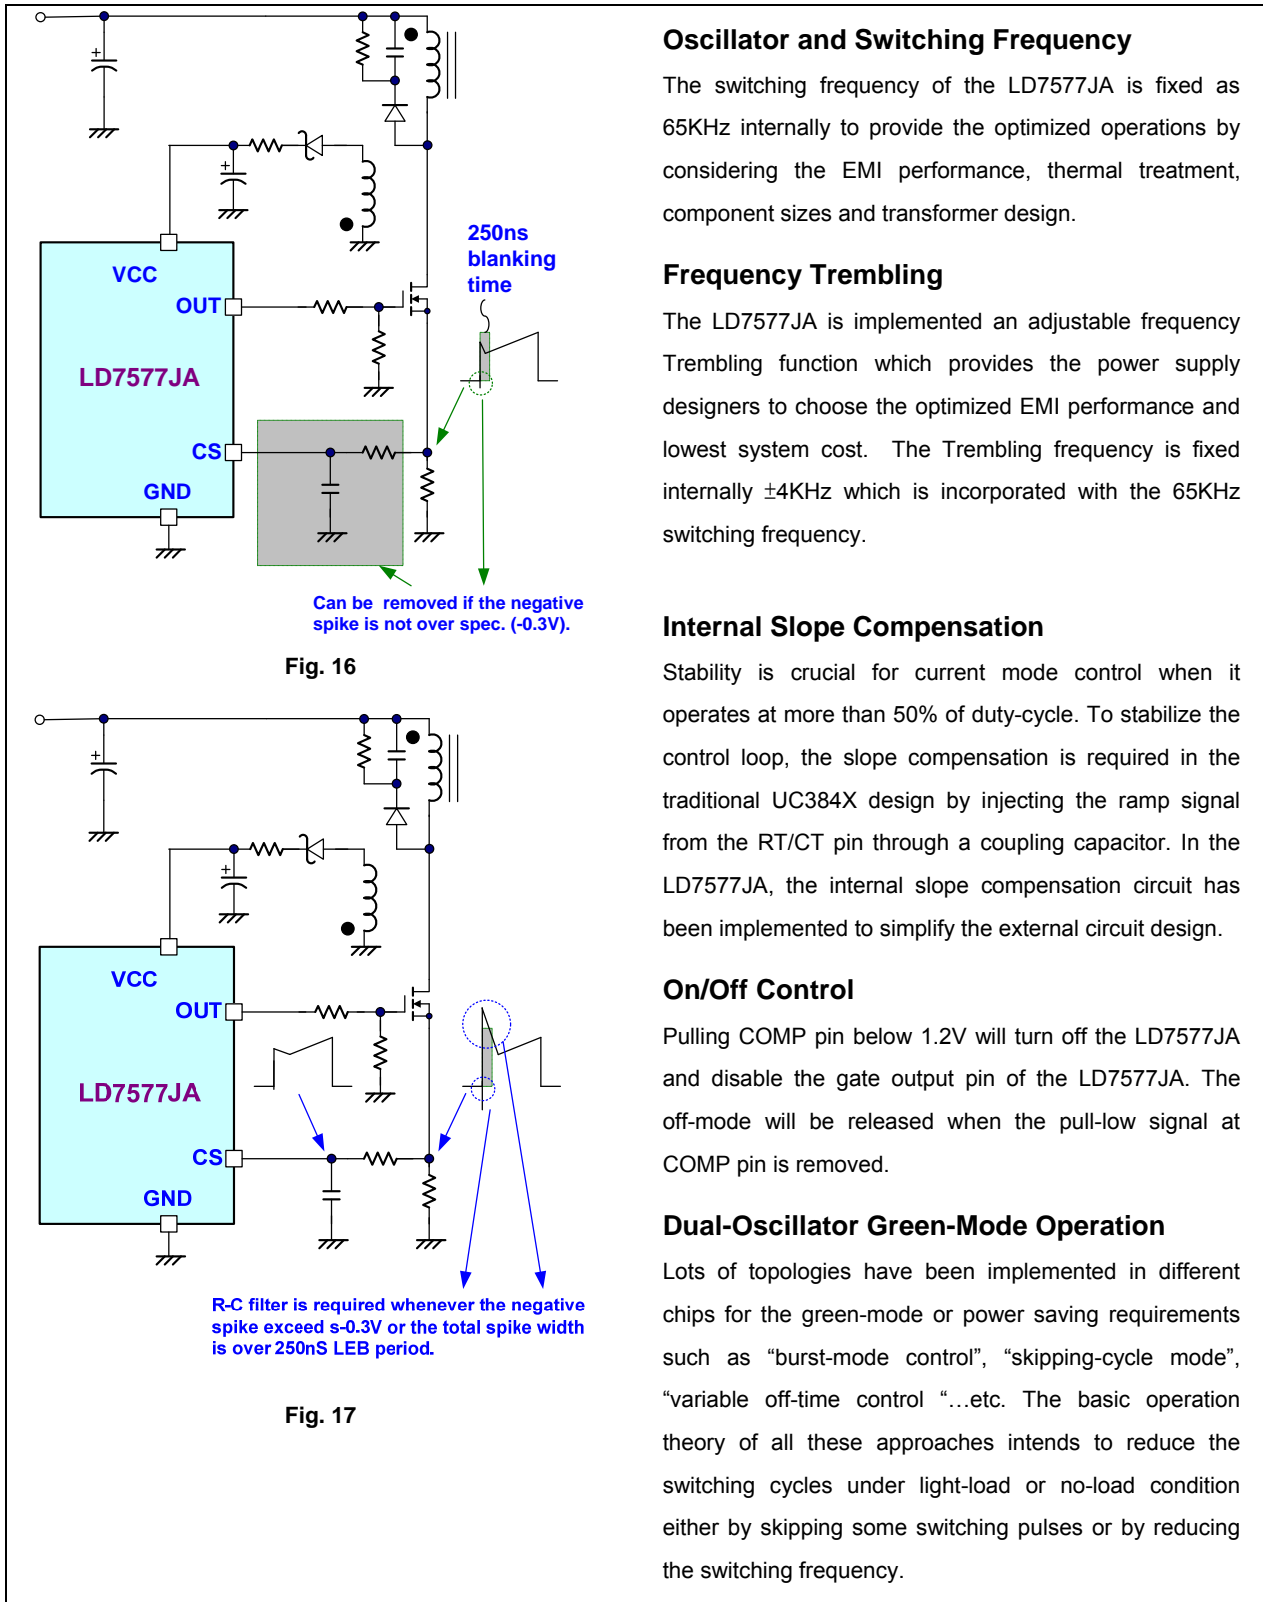 +
+
250ns
blanking
time
VCC
OUT
LD7577JA
CS
GND
Can be removed if the negative
spike is not over spec. (-0.3V).
Fig. 16
+
+
VCC
OUT
LD7577JA
CS
GND
R-C filter is required whenever the negative
spike exceed s-0.3V or the total spike width
is over 250nS LEB period.
Fig. 17
Oscillator and Switching Frequency
The switching frequency of the LD7577JA is fixed as
65KHz internally to provide the optimized operations by
considering the EMI performance, thermal treatment,
component sizes and transformer design.
Frequency Trembling
The LD7577JA is implemented an adjustable frequency
Trembling function which provides the power supply
designers to choose the optimized EMI performance and
lowest system cost. The Trembling frequency is fixed
internally ±4KHz which is incorporated with the 65KHz
switching frequency.
Internal Slope Compensation
Stability is crucial for current mode control when it
operates at more than 50% of duty-cycle. To stabilize the
control loop, the slope compensation is required in the
traditional UC384X design by injecting the ramp signal
from the RT/CT pin through a coupling capacitor. In the
LD7577JA, the internal slope compensation circuit has
been implemented to simplify the external circuit design.
On/Off Control
Pulling COMP pin below 1.2V will turn off the LD7577JA
and disable the gate output pin of the LD7577JA. The
off-mode will be released when the pull-low signal at
COMP pin is removed.
Dual-Oscillator Green-Mode Operation
Lots of topologies have been implemented in different
chips for the green-mode or power saving requirements
such as “burst-mode control”, “skipping-cycle mode”,
“variable off-time control “…etc. The basic operation
theory of all these approaches intends to reduce the
switching cycles under light-load or no-load condition
either by skipping some switching pulses or by reducing
the switching frequency.